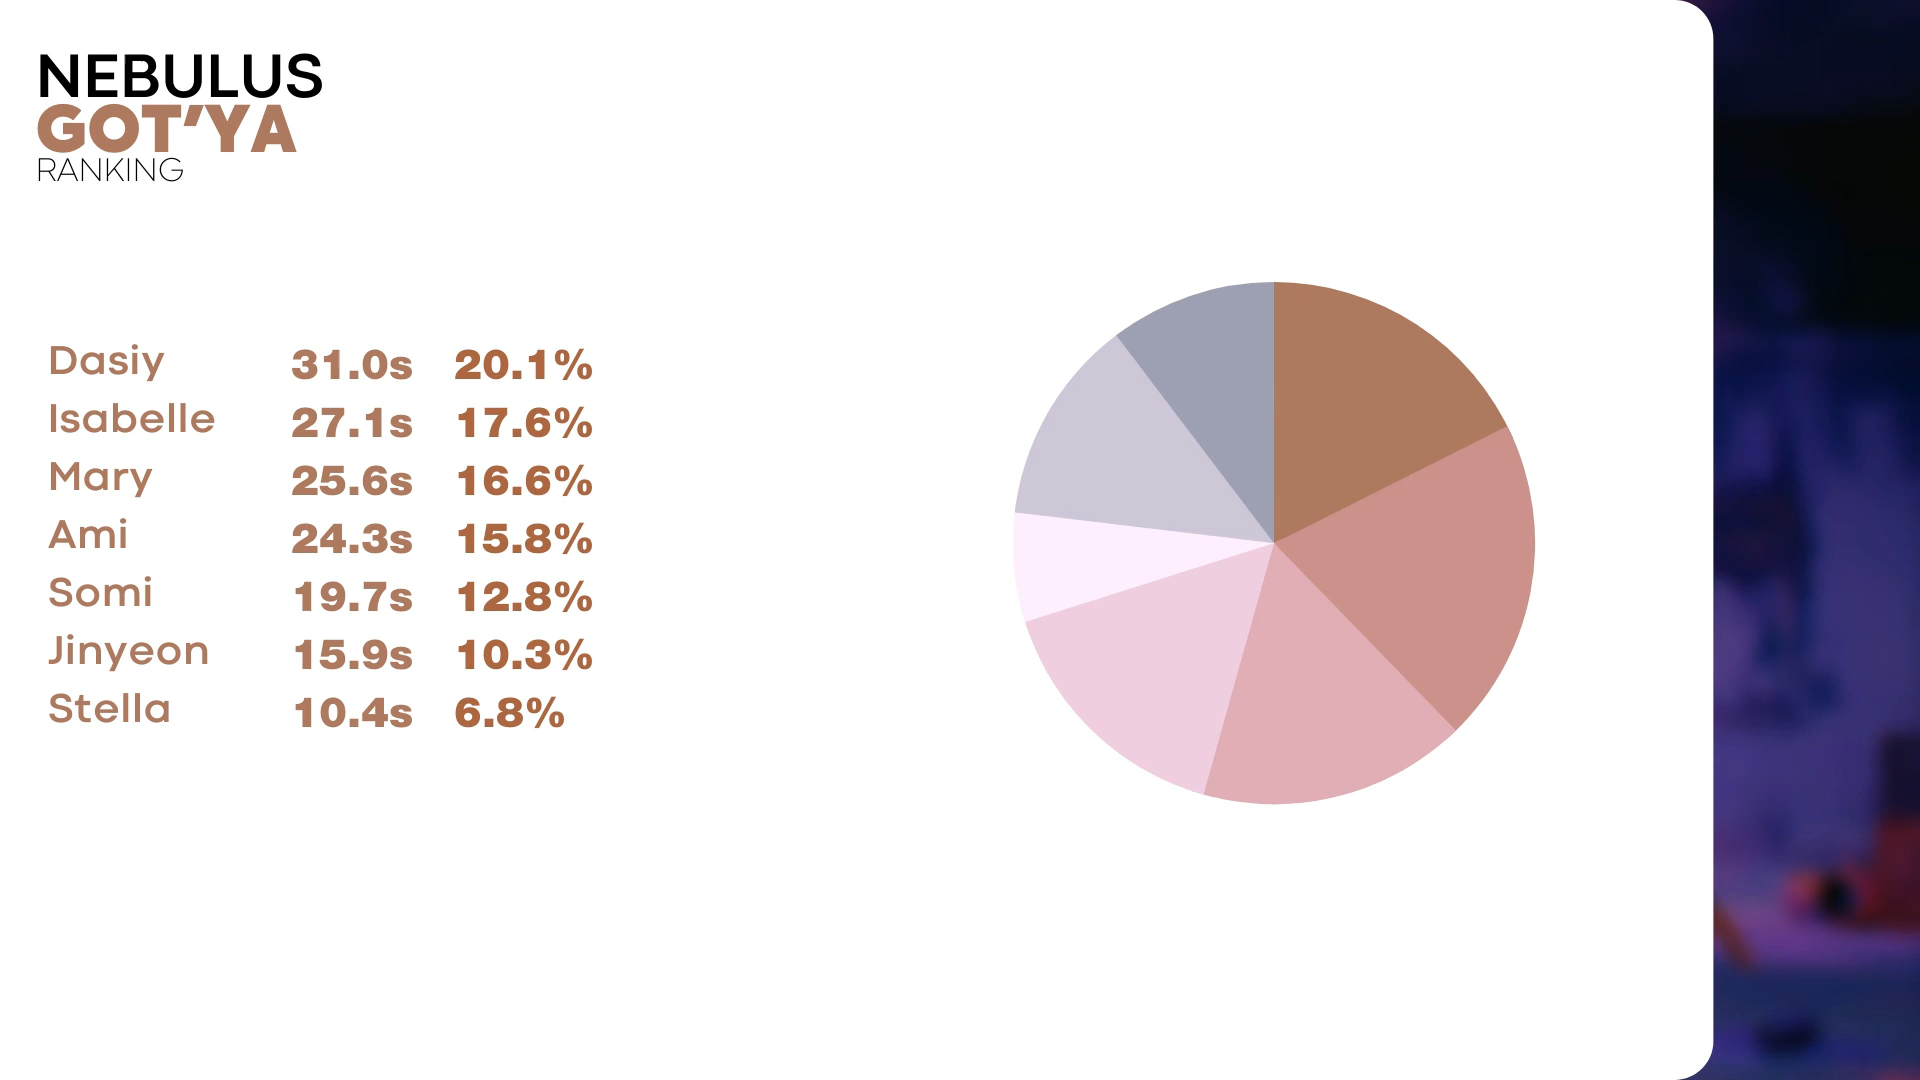 NEBULUS
GOT'YA
RANKING
Dasiy 31.0s 20.1%
Isabelle 27.1s 17.6%
Mary 25.6s 16.6%
Ami 24.3s 15.8%
Somi 19.7s 12.8%
Jinyeon 15.9s 10.3%
Stella 10.4s 6.8%